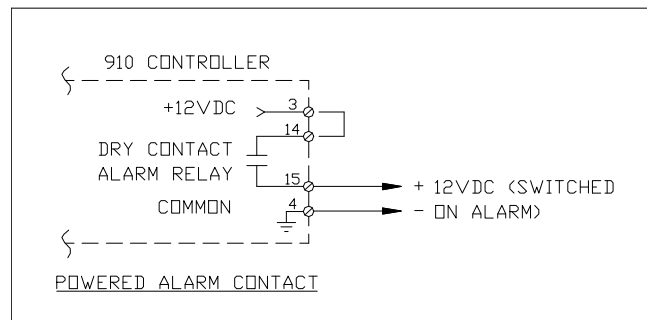 910 CONTROLLER
+12VDC 3
14
DRY CONTACT
ALARM RELAY
15
+ 12VDC (SWITCHED
COMMON 4
- ON ALARM)
POWERED ALARM CONTACT